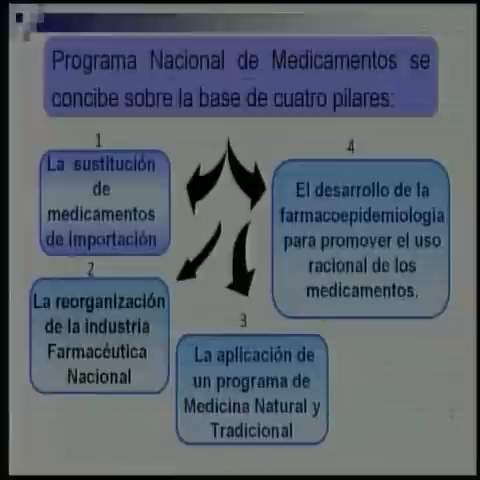 Programa Nacional de Medicamentos se
concibe sobre la base de cuatro pilares:
1
La sustitución
de
medicamentos
de importación
2
La reorganización
de la industria
Farmacéutica
Nacional
3
La aplicación de
un programa de
Medicina Natural y
Tradicional
4
El desarrollo de la
farmacoepidemiologia
para promover el uso
racional de los
medicamentos.